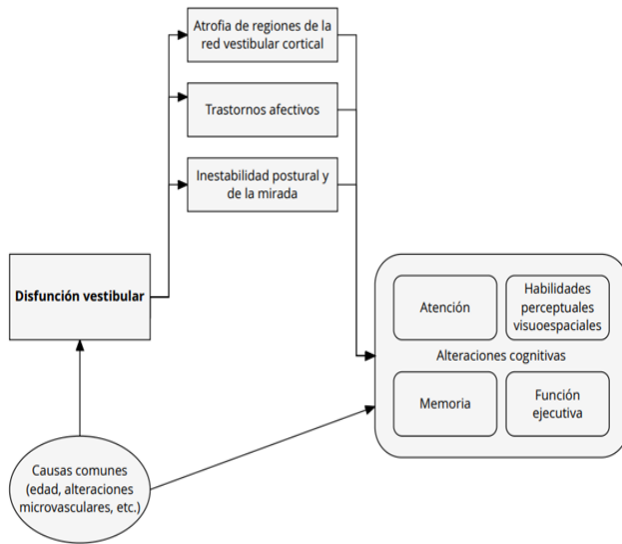 Atrofia de regiones de la
red vestibular cortical
Trastornos afectivos
Inestabilidad postural y
de la mirada
Disfunción vestibular
Atención
Habilidades
perceptuales
visuoespaciales
Alteraciones cognitivas
Memoria
Función
ejecutiva
Causas comunes
(edad, alteraciones
microvasculares, etc.)